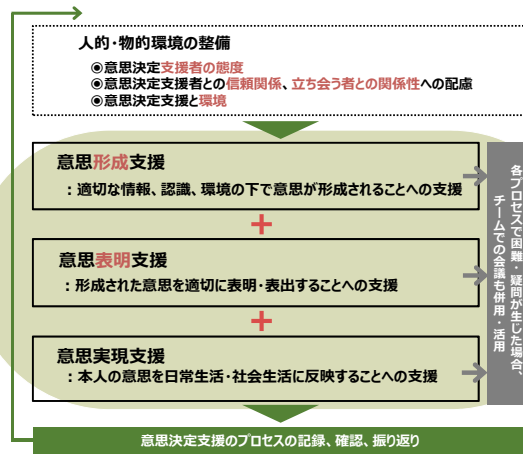 人的・物的環境の整備
◉意思決定支援者の態度
◉意思決定支援者との信頼関係、立ち会う者との関係性への配慮
◉意思決定支援と環境
意思形成支援
：適切な情報、認識、環境の下で意思が形成されることへの支援
＋
意思表明支援
：形成された意思を適切に表明・表出することへの支援
＋
意思実現支援
：本人の意思を日常生活・社会生活に反映することへの支援
各プロセスで困難・疑問が生じた場合、
チームでの会議も併用・活用
意思決定支援のプロセスの記録、確認、振り返り